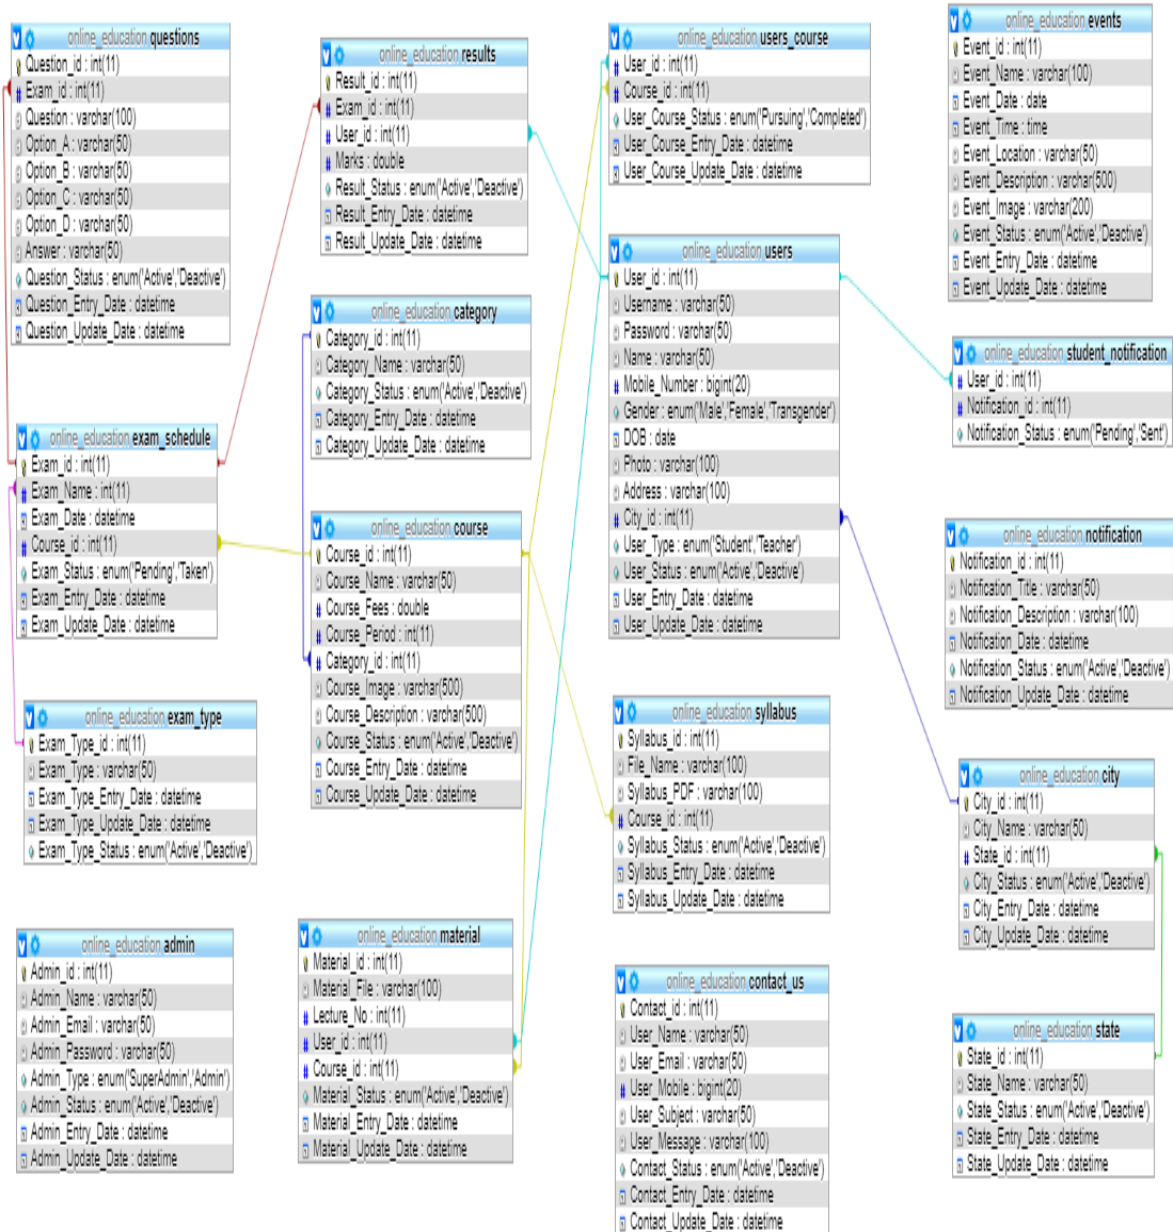 online_education questions
Question_id : int(11)
Exam_id : int(11)
Question : varchar(100)
Option_A : varchar(50)
Option_B : varchar(50)
Option_C : varchar(50)
Option_D : varchar(50)
Answer : varchar(50)
Question_Status : enum('Active','Deactive')
Question_Entry_Date : datetime
Question_Update_Date : datetime
online_education results
Result_id : int(11)
Exam_id : int(11)
User_id : int(11)
Marks : double
Result_Status : enum('Active','Deactive')
Result_Entry_Date : datetime
Result_Update_Date : datetime
online_education users_course
User_id : int(11)
Course_id : int(11)
User_Course_Status : enum('Pursuing','Completed')
User_Course_Entry_Date : datetime
User_Course_Update_Date : datetime
online_education events
Event_id : int(11)
Event_Name : varchar(100)
Event_Date : date
Event_Time : time
Event_Location : varchar(50)
Event_Description : varchar(500)
Event_Image : varchar(200)
Event_Status : enum('Active','Deactive')
Event_Entry_Date : datetime
Event_Update_Date : datetime
online_education category
Category_id : int(11)
Category_Name : varchar(50)
Category_Status : enum('Active','Deactive')
Category_Entry_Date : datetime
Category_Update_Date : datetime
online_education users
User_id : int(11)
Username : varchar(50)
Password : varchar(50)
Name : varchar(50)
Mobile_Number : bigint(20)
Gender : enum('Male','Female','Transgender')
DOB : date
Photo : varchar(100)
Address : varchar(100)
City_id : int(11)
User_Type : enum('Student','Teacher')
User_Status : enum('Active','Deactive')
User_Entry_Date : datetime
User_Update_Date : datetime
online_education student_notification
User_id : int(11)
Notification_id : int(11)
Notification_Status : enum('Pending','Sent')
online_education exam_schedule
Exam_id : int(11)
Exam_Name : int(11)
Exam_Date : datetime
Course_id : int(11)
Exam_Status : enum('Pending','Taken')
Exam_Entry_Date : datetime
Exam_Update_Date : datetime
online_education course
Course_id : int(11)
Course_Name : varchar(50)
Course_Fees : double
Course_Period : int(11)
Category_id : int(11)
Course_Image : varchar(500)
Course_Description : varchar(500)
Course_Status : enum('Active','Deactive')
Course_Entry_Date : datetime
Course_Update_Date : datetime
online_education notification
Notification_id : int(11)
Notification_Title : varchar(50)
Notification_Description : varchar(100)
Notification_Date : datetime
Notification_Status : enum('Active','Deactive')
Notification_Update_Date : datetime
online_education exam_type
Exam_Type_id : int(11)
Exam_Type : varchar(50)
Exam_Type_Entry_Date : datetime
Exam_Type_Update_Date : datetime
Exam_Type_Status : enum('Active','Deactive')
online_education syllabus
Syllabus_id : int(11)
File_Name : varchar(100)
Syllabus_PDF : varchar(100)
Course_id : int(11)
Syllabus_Status : enum('Active','Deactive')
Syllabus_Entry_Date : datetime
Syllabus_Update_Date : datetime
online_education city
City_id : int(11)
City_Name : varchar(50)
State_id : int(11)
City_Status : enum('Active','Deactive')
City_Entry_Date : datetime
City_Update_Date : datetime
online_education admin
Admin_id : int(11)
Admin_Name : varchar(50)
Admin_Email : varchar(50)
Admin_Password : varchar(50)
Admin_Type : enum('SuperAdmin','Admin')
Admin_Status : enum('Active','Deactive')
Admin_Entry_Date : datetime
Admin_Update_Date : datetime
online_education material
Material_id : int(11)
Material_File : varchar(100)
Lecture_No : int(11)
User_id : int(11)
Course_id : int(11)
Material_Status : enum('Active','Deactive')
Material_Entry_Date : datetime
Material_Update_Date : datetime
online_education contact_us
Contact_id : int(11)
User_Name : varchar(50)
User_Email : varchar(50)
User_Mobile : bigint(20)
User_Subject : varchar(50)
User_Message : varchar(100)
Contact_Status : enum('Active','Deactive')
Contact_Entry_Date : datetime
Contact_Update_Date : datetime
online_education state
State_id : int(11)
State_Name : varchar(50)
State_Status : enum('Active','Deactive')
State_Entry_Date : datetime
State_Update_Date : datetime